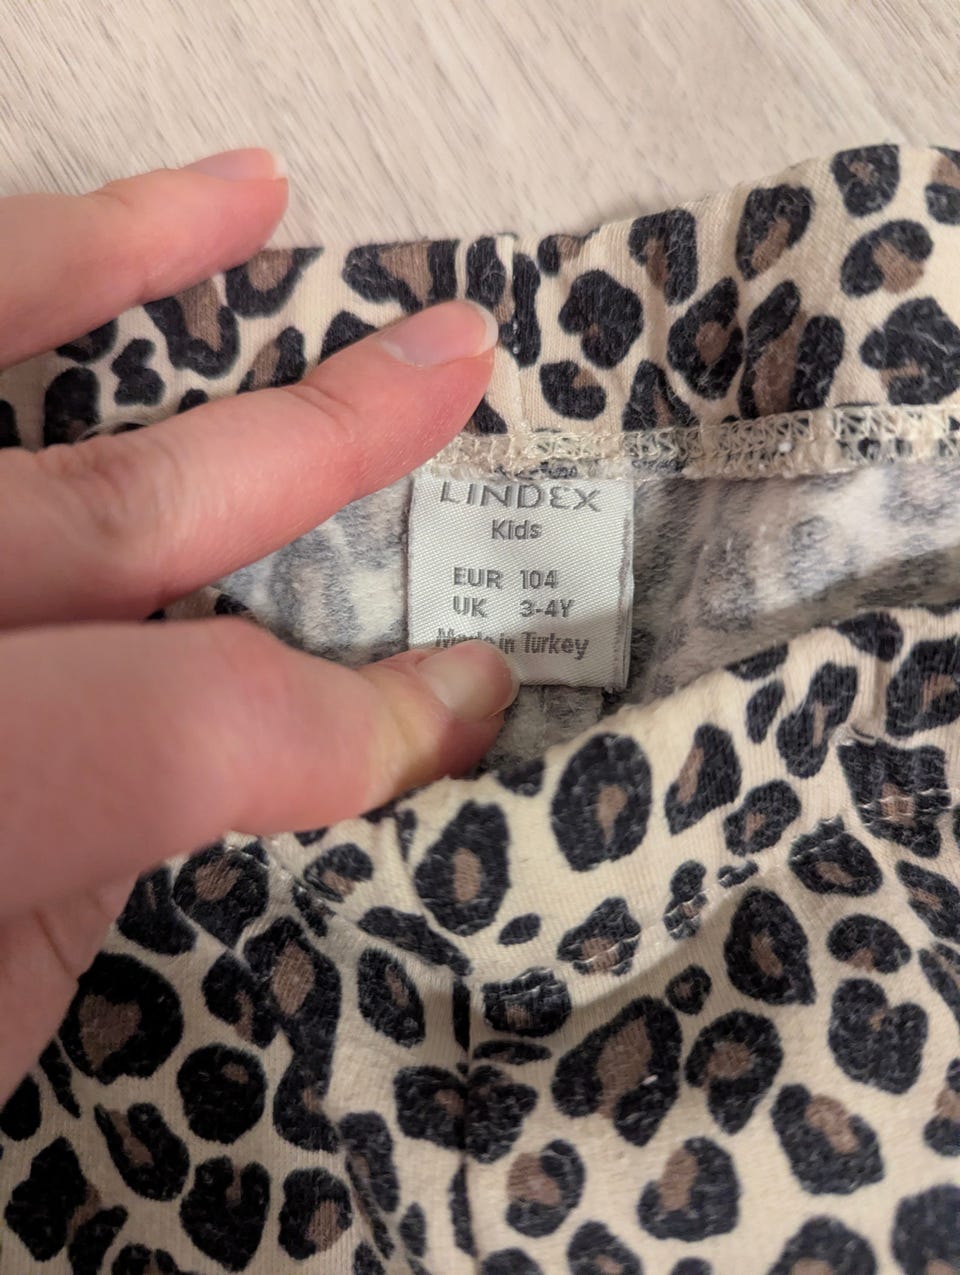 LINDEX
Kids
EUR 104
UK 3-4Y
Made in Turkey